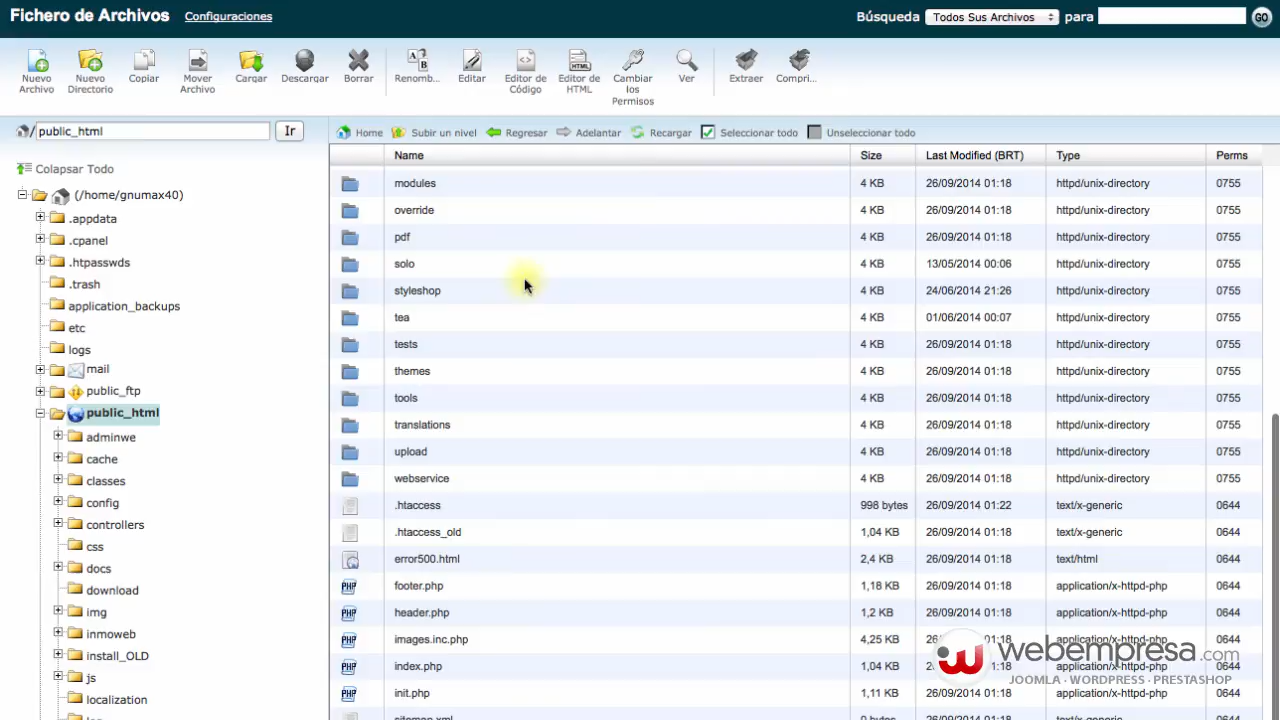 Fichero de Archivos Configuraciones Búsqueda Todos Sus Archivos para GO
Nuevo Archivo Nuevo Directorio Copiar Mover Archivo Cargar Descargar Borrar Renomb... Editar Editor de Código Editor de HTML Cambiar los Permisos Ver Extraer Compri...
/ public_html Ir Home Subir un nivel Regresar Adelantar Recargar Seleccionar todo Unseleccionar todo
Colapsar Todo
(/home/gnumax40)
.appdata
.cpanel
.htpasswds
.trash
application_backups
etc
logs
mail
public_ftp
public_html
adminwe
cache
classes
config
controllers
css
docs
download
img
inmoweb
install_OLD
js
localization
Name Size Last Modified (BRT) Type Perms
modules 4 KB 26/09/2014 01:18 httpd/unix-directory 0755
override 4 KB 26/09/2014 01:18 httpd/unix-directory 0755
pdf 4 KB 26/09/2014 01:18 httpd/unix-directory 0755
solo 4 KB 13/05/2014 00:06 httpd/unix-directory 0755
styleshop 4 KB 24/06/2014 21:26 httpd/unix-directory 0755
tea 4 KB 01/06/2014 00:07 httpd/unix-directory 0755
tests 4 KB 26/09/2014 01:18 httpd/unix-directory 0755
themes 4 KB 26/09/2014 01:18 httpd/unix-directory 0755
tools 4 KB 26/09/2014 01:18 httpd/unix-directory 0755
translations 4 KB 26/09/2014 01:18 httpd/unix-directory 0755
upload 4 KB 26/09/2014 01:18 httpd/unix-directory 0755
webservice 4 KB 26/09/2014 01:18 httpd/unix-directory 0755
.htaccess 998 bytes 26/09/2014 01:22 text/x-generic 0644
.htaccess_old 1,04 KB 26/09/2014 01:18 text/x-generic 0644
error500.html 2,4 KB 26/09/2014 01:18 text/html 0644
footer.php 1,18 KB 26/09/2014 01:18 application/x-httpd-php 0644
header.php 1,2 KB 26/09/2014 01:18 application/x-httpd-php 0644
images.inc.php 4,25 KB 26/09/2014 01:18 application/x-httpd-php 0644
index.php 1,04 KB 01:18 0644
init.php 1,11 KB 01:18 application/x-httpd-php 0644
webempresa.com
JOOMLA · WORDPRESS · PRESTASHOP